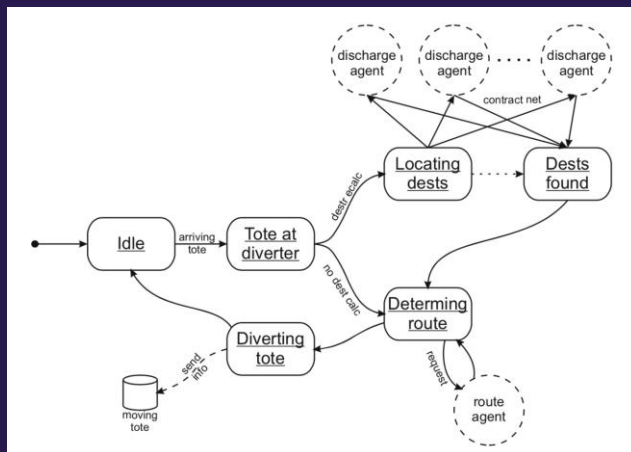 discharge
agent
discharge
agent
discharge
agent
contract net
Locating
dests
Dests
found
destr ecalc
Idle
arriving
tote
Tote at
diverter
no dest calc
Determing
route
Diverting
tote
request
send
info
moving
tote
route
agent